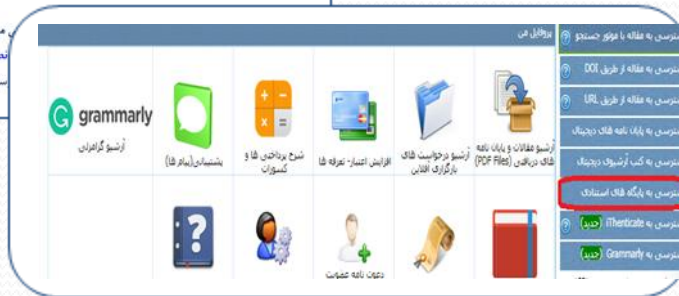 پروفایل من
دسترسی به مقاله با موتور جستجو
دسترسی به مقاله از طریق DOI
دسترسی به مقاله از طریق URL
دسترسی به پایان نامه های دیجیتال
دسترسی به کتب آرشیوی دیجیتال
دسترسی به پایگاه های استنادی
دسترسی به iThenticate (جدید)
دسترسی به Grammarly (جدید)
آرشیو مقالات و پایان نامه
های دریافتی (PDF Files)
آرشیو درخواست های
بارگزاری آفلاین
افزایش اعتبار- تعرفه ها
شرح پرداختی ها و
کسورات
پشتیبانی(پیام ها)
grammarly
آرشیو گرامرلی
دعوت نامه عضویت